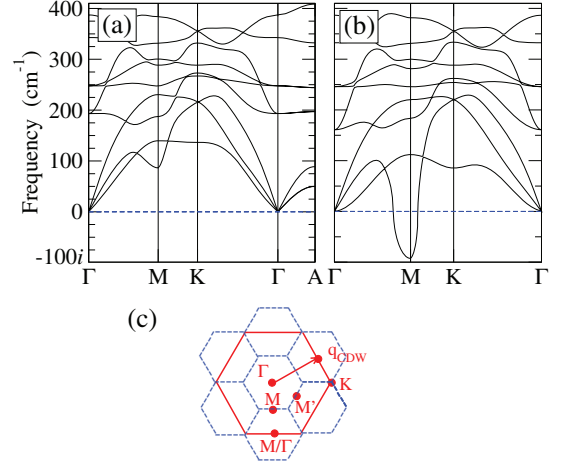 (a)
(b)
400
300
200
100
0
-100i
Frequency (cm⁻¹)
Γ M K Γ A
Γ M K Γ
(c)
q_CDW
Γ
K
M
M'
M/Γ